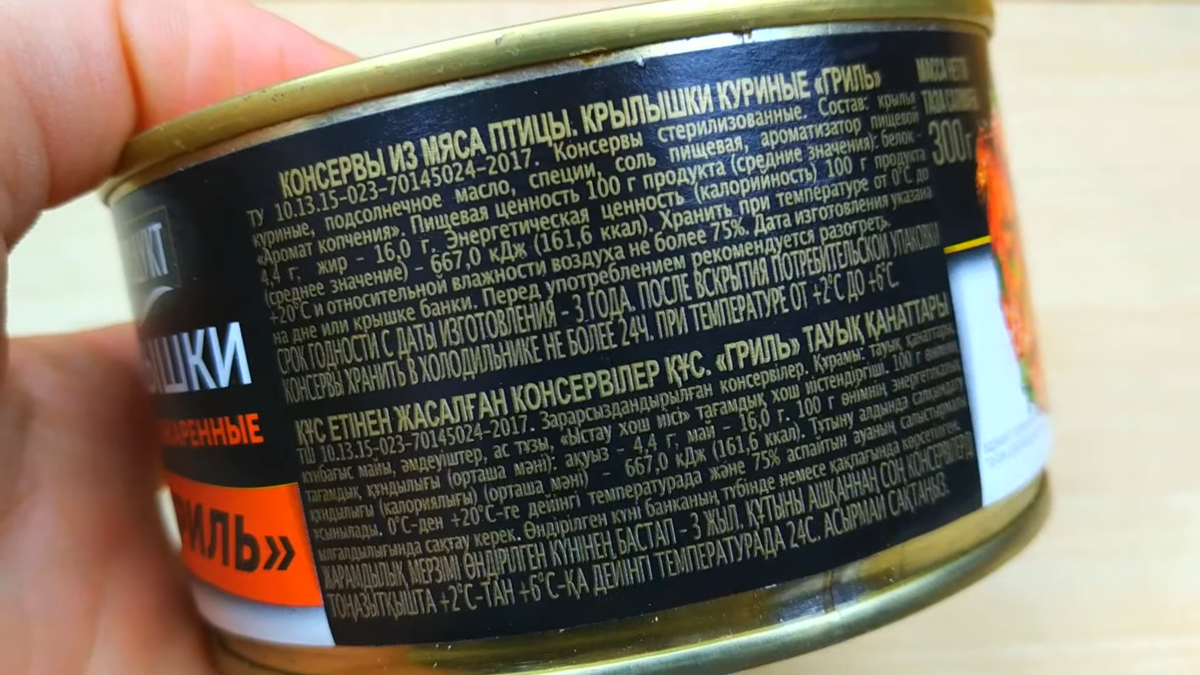 КОНСЕРВЫ ИЗ МЯСА ПТИЦЫ. КРЫЛЫШКИ КУРИНЫЕ «ГРИЛЬ»
ТУ 10.13.15-023-70145024-2017. Консервы стерилизованные. Состав: крылья
куриные, подсолнечное масло, специи, соль пищевая, ароматизатор пищевой
«Аромат копчения». Пищевая ценность 100 г продукта (средние значения): белок -
4,4 г, жир - 16,0 г. Энергетическая ценность (калорийность) 100 г продукта
(среднее значение) - 667,0 кДж (161,6 ккал). Хранить при температуре от 0°С до
+20°С и относительной влажности воздуха не более 75%. Дата изготовления указана
на дне или крышке банки. Перед употреблением рекомендуется разогреть.
СРОК ГОДНОСТИ С ДАТЫ ИЗГОТОВЛЕНИЯ - 3 ГОДА. ПОСЛЕ ВСКРЫТИЯ ПОТРЕБИТЕЛЬСКОЙ УПАКОВКИ
КОНСЕРВЫ ХРАНИТЬ В ХОЛОДИЛЬНИКЕ НЕ БОЛЕЕ 24Ч. ПРИ ТЕМПЕРАТУРЕ ОТ +2°С ДО +6°С.
ҚҰС ЕТІНЕН ЖАСАЛҒАН КОНСЕРВІЛЕР ҚҰС. «ГРИЛЬ» ТАУЫҚ ҚАНАТТАРЫ
ТШ 10.13.15-023-70145024-2017. Зарарсыздандырылған консервілер. Құрамы: тауық қанаттары,
күнбағыс майы, әмдеуіштер, ас тұзы, «Ыстау хош иісі» тағамдық хош истендіргіші. 100 г өнімнің
тағамдық құндылығы (орташа мәні): ақуыз - 4,4 г, май - 16,0 г. 100 г өнімнің энергетикалық
құндылығы (калориялығы) (орташа мәні) - 667,0 кДж (161,6 ккал). Тұтыну алдында салқындату
ұсынылады. 0°С-ден +20°С-ге дейінгі температурада және 75% аспайтын ауаның салыстырмалы
ылғалдылығында сақтау керек. Өндірілген күні банканың түбінде немесе қақпағында көрсетілген.
ЖАРАМДЫЛЫҚ МЕРЗІМІ ӨНДІРІЛГЕН КҮНІНЕН БАСТАП - 3 ЖЫЛ. ҚҰТЫНЫ АШҚАННАН СОҢ КОНСЕРВІЛЕРДІ
ТОҢАЗЫТҚЫШТА +2°С-ТАН +6°С-ҚА ДЕЙІНГІ ТЕМПЕРАТУРАДА 24С. АСЫРМАЙ САҚТАҢЫЗ.
МАССА НЕТТО
ТАЗА САЛМАҒЫ
300 г
УКТ
ЫШКИ
ЖАРЕННЫЕ
РИЛЬ»